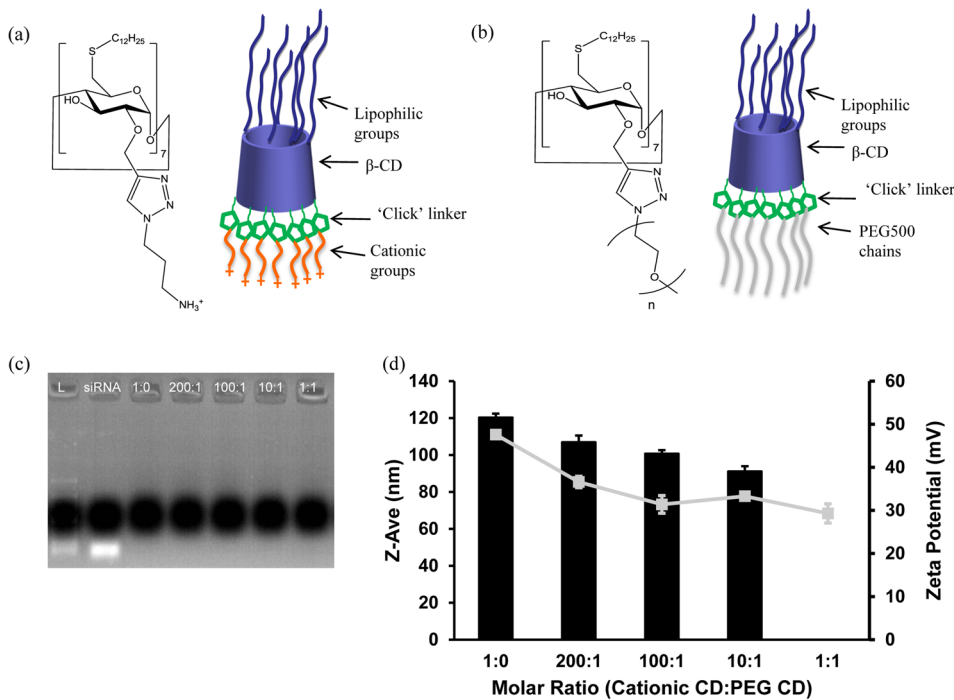 (a)
S
C12H25
O
HO
O
O
O
7
N
N
N
NH3+
Lipophilic
groups
β-CD
'Click' linker
Cationic
groups
(b)
S
C12H25
O
HO
O
O
O
7
N
N
N
O
n
Lipophilic
groups
β-CD
'Click' linker
PEG500
chains
(c)
L siRNA 1:0 200:1 100:1 10:1 1:1
(d)
Z-Ave (nm)
140
120
100
80
60
40
20
0
Zeta Potential (mV)
60
50
40
30
20
10
0
1:0 200:1 100:1 10:1 1:1
Molar Ratio (Cationic CD:PEG CD)